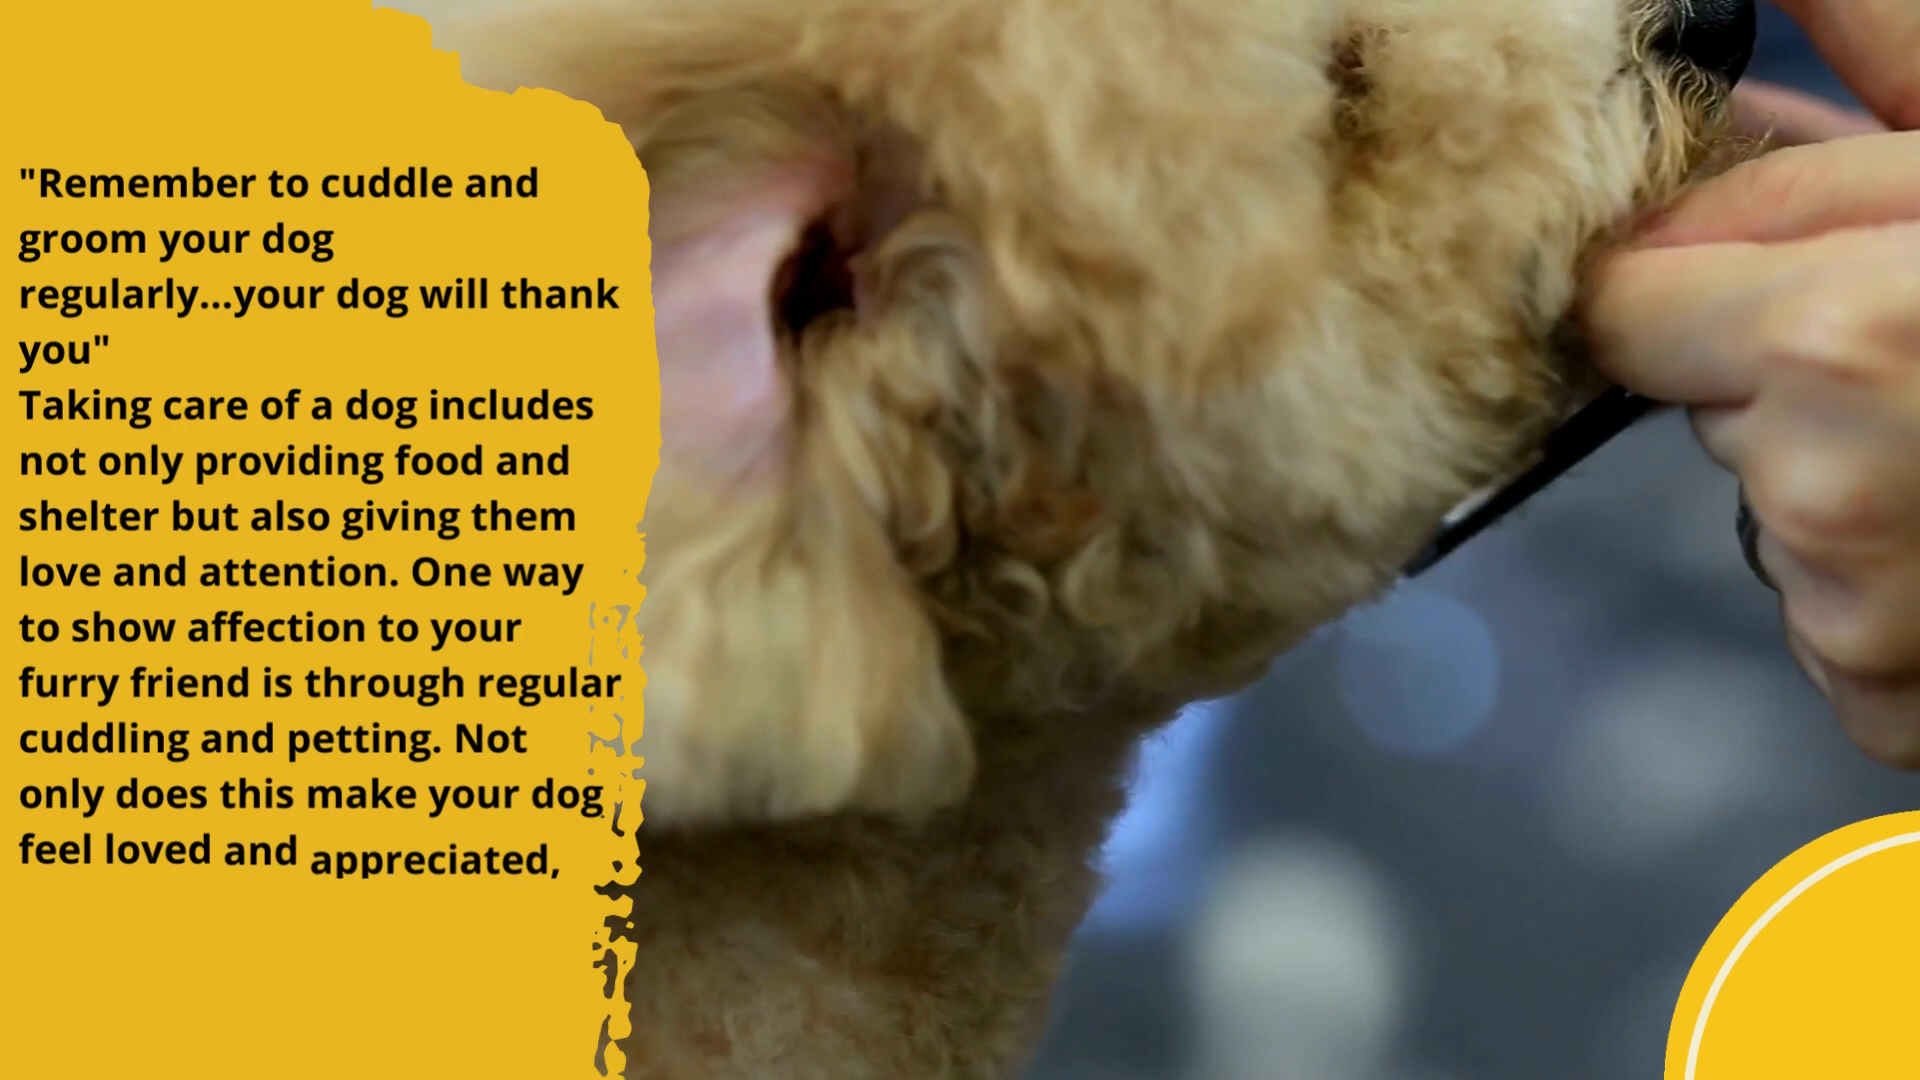 "Remember to cuddle and
groom your dog
regularly...your dog will thank
you"
Taking care of a dog includes
not only providing food and
shelter but also giving them
love and attention. One way
to show affection to your
furry friend is through regular
cuddling and petting. Not
only does this make your dog
feel loved and appreciated,